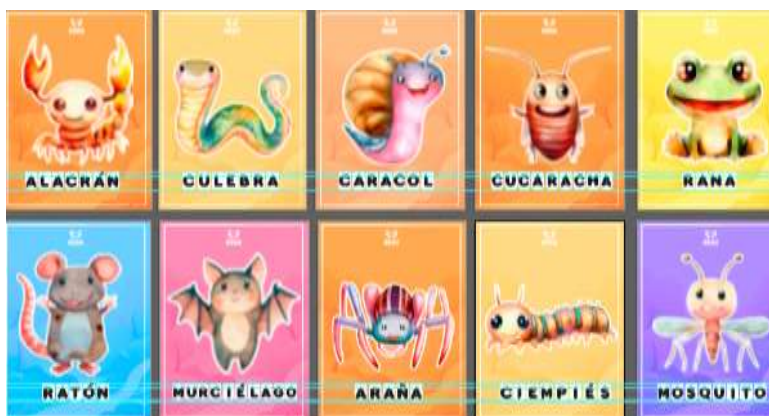 ALACRÁN
CULEBRA
CARACOL
CUCARACHA
RANA
RATÓN
MURCIÉLAGO
ARAÑA
CIEMPIÉS
MOSQUITO